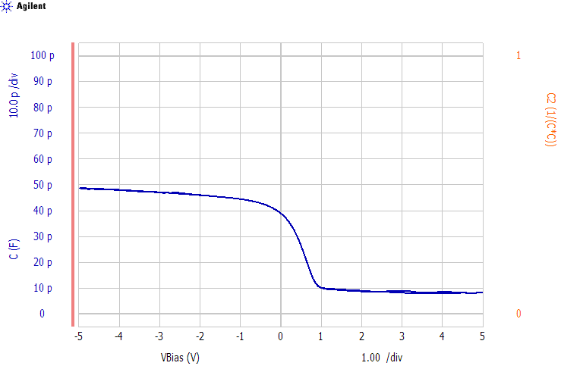 Agilent
10.0 p /div
C (F)
100 p
90 p
80 p
70 p
60 p
50 p
40 p
30 p
20 p
10 p
0
-5 -4 -3 -2 -1 0 1 2 3 4 5
VBias (V) 1.00 /div
1
0
C2 (1/(C*C))